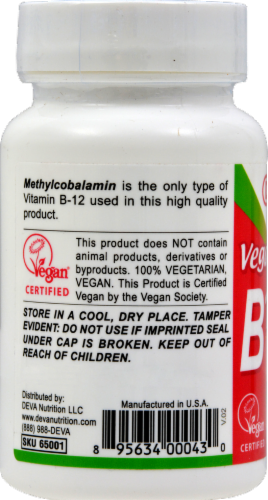 Methylcobalamin is the only type of
Vitamin B-12 used in this high quality
product.
Vegan
CERTIFIED
This product does NOT contain
animal products, derivatives or
byproducts. 100% VEGETARIAN,
VEGAN. This Product is Certified
Vegan by the Vegan Society.
STORE IN A COOL, DRY PLACE. TAMPER
EVIDENT: DO NOT USE IF IMPRINTED SEAL
UNDER CAP IS BROKEN. KEEP OUT OF
REACH OF CHILDREN.
Distributed by:
DEVA Nutrition LLC
www.devanutrition.com
(888) 988-DEVA
SKU 65001
Manufactured in U.S.A.
V.02
8 95634 00043 0
Veg
B
Vegan
CERTIFIED